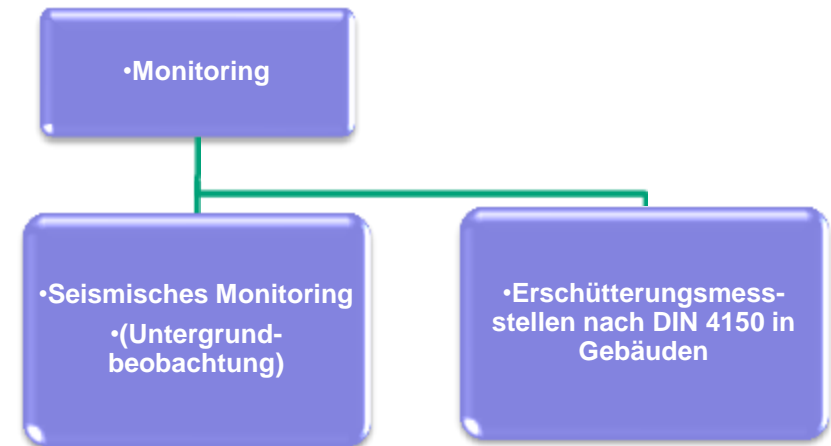 •Monitoring
•Seismisches Monitoring
•(Untergrund-
beobachtung)
•Erschütterungsmess-
stellen nach DIN 4150 in
Gebäuden